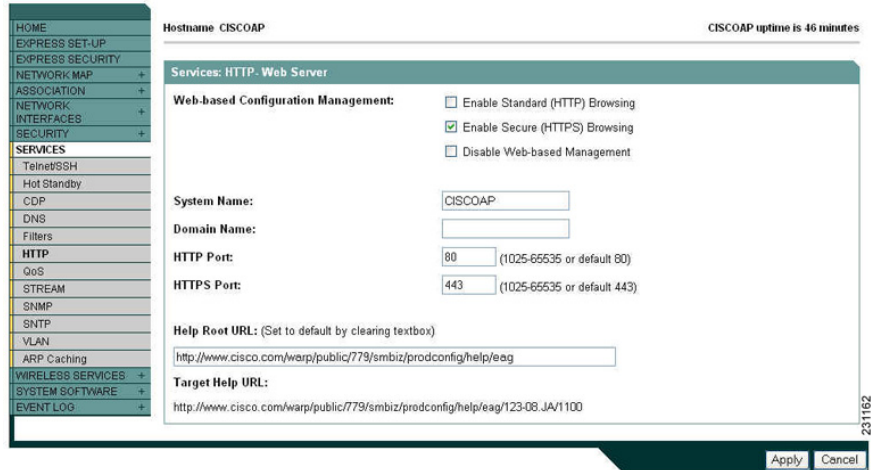 HOME
EXPRESS SET-UP
EXPRESS SECURITY
NETWORK MAP +
ASSOCIATION +
NETWORK
INTERFACES +
SECURITY +
SERVICES
Telnet/SSH
Hot Standby
CDP
DNS
Filters
HTTP
QoS
STREAM
SNMP
SNTP
VLAN
ARP Caching
WIRELESS SERVICES +
SYSTEM SOFTWARE +
EVENT LOG +
Hostname CISCOAP
CISCOAP uptime is 46 minutes
Services: HTTP- Web Server
Web-based Configuration Management:
Enable Standard (HTTP) Browsing
Enable Secure (HTTPS) Browsing
Disable Web-based Management
System Name: CISCOAP
Domain Name:
HTTP Port: 80 (1025-65535 or default 80)
HTTPS Port: 443 (1025-65535 or default 443)
Help Root URL: (Set to default by clearing textbox)
http://www.cisco.com/warp/public/779/smbiz/prodconfig/help/eag
Target Help URL:
http://www.cisco.com/warp/public/779/smbiz/prodconfig/help/eag/123-08.JA/1100
Apply Cancel
231162